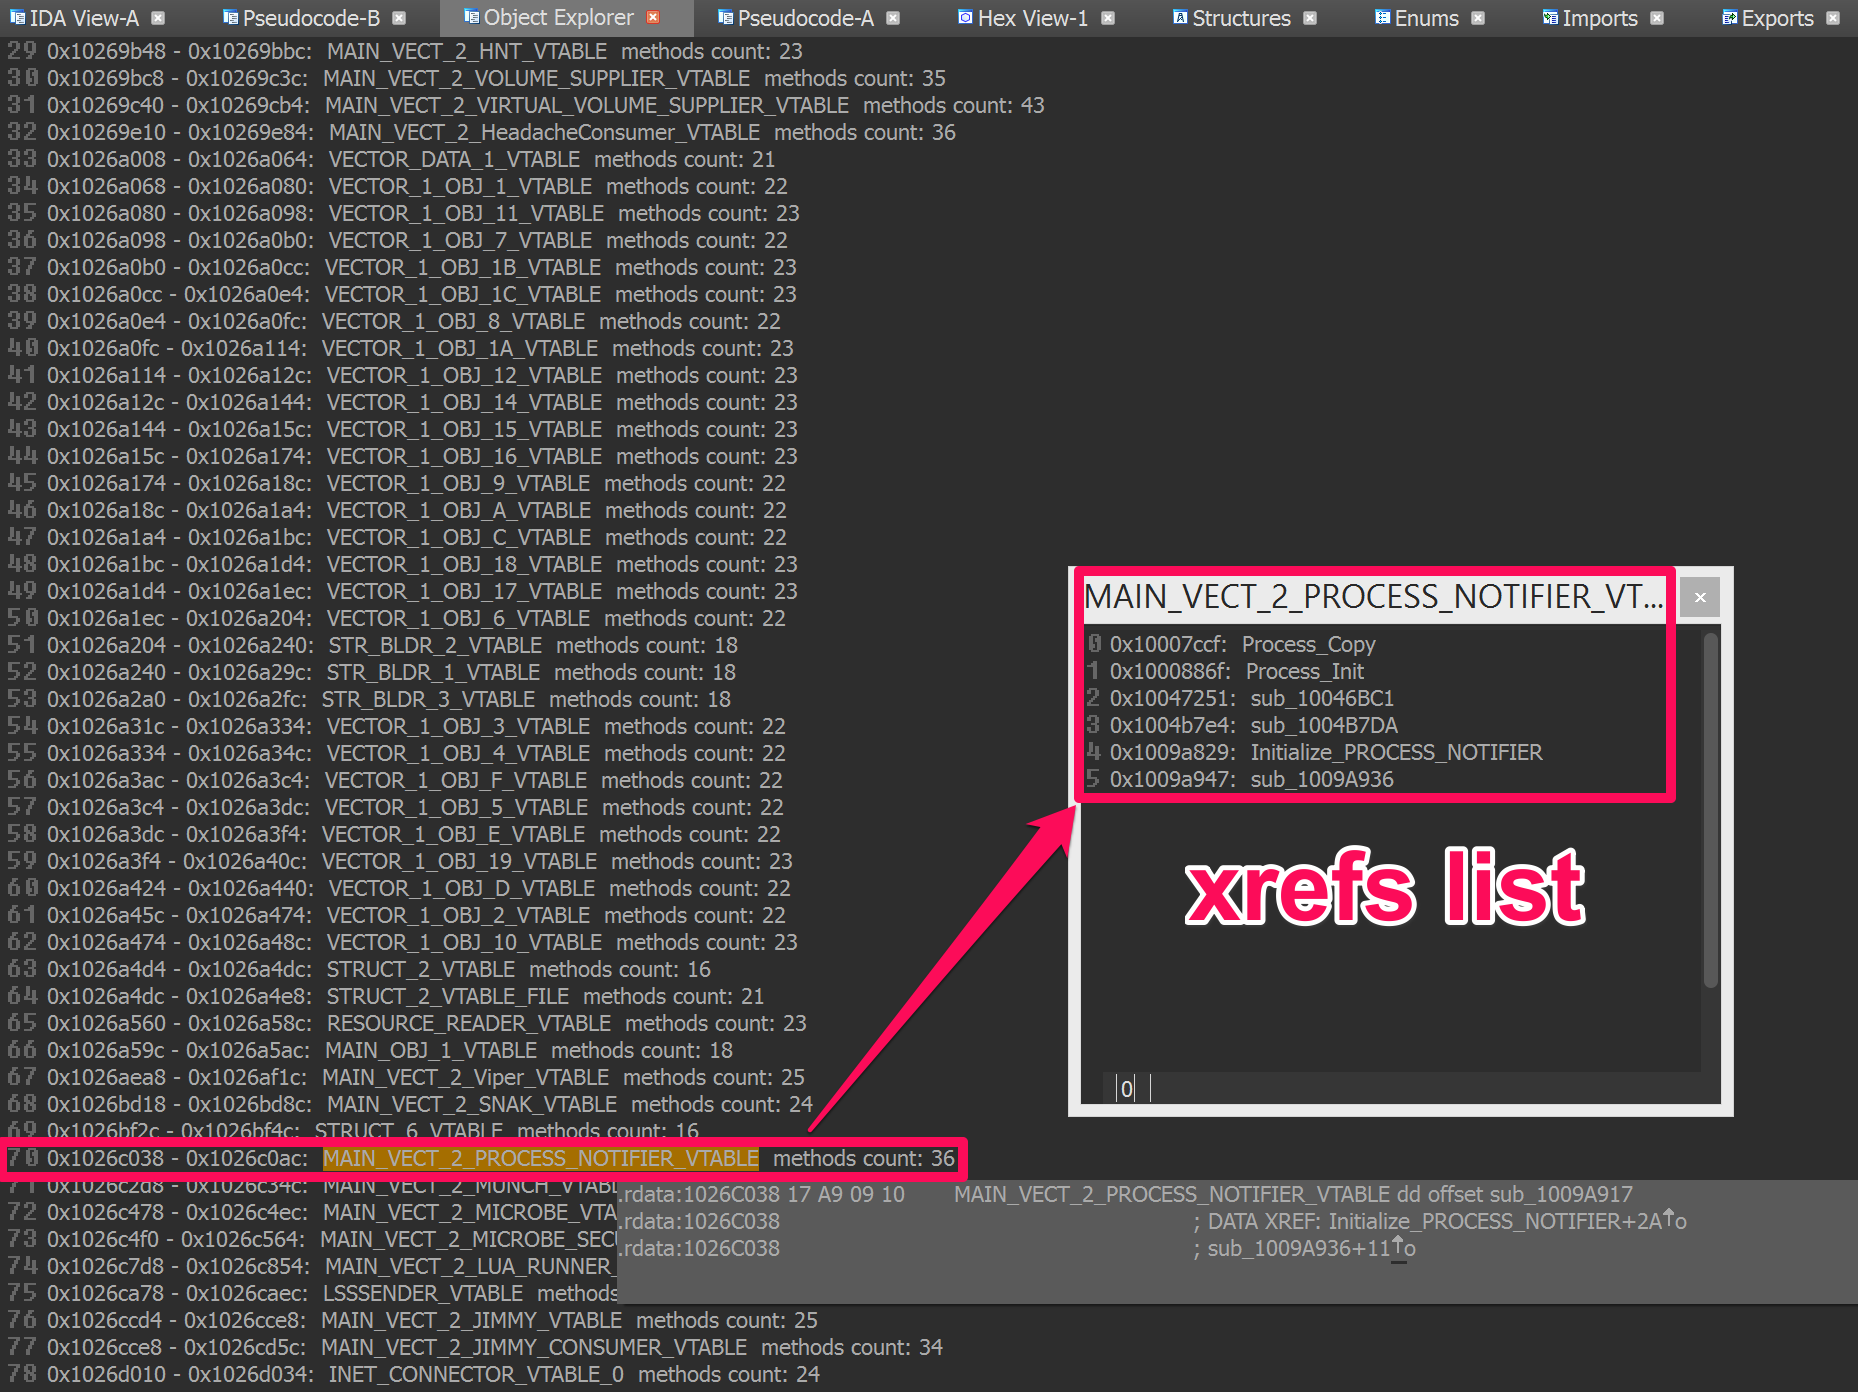 IDA View-A Pseudocode-B Object Explorer Pseudocode-A Hex View-1 Structures Enums Imports Exports
29 0x10269b48 - 0x10269bbc: MAIN_VECT_2_HNT_VTABLE methods count: 23
30 0x10269bc8 - 0x10269c3c: MAIN_VECT_2_VOLUME_SUPPLIER_VTABLE methods count: 35
31 0x10269c40 - 0x10269cb4: MAIN_VECT_2_VIRTUAL_VOLUME_SUPPLIER_VTABLE methods count: 43
32 0x10269e10 - 0x10269e84: MAIN_VECT_2_HeadacheConsumer_VTABLE methods count: 36
33 0x1026a008 - 0x1026a064: VECTOR_DATA_1_VTABLE methods count: 21
34 0x1026a068 - 0x1026a080: VECTOR_1_OBJ_1_VTABLE methods count: 22
35 0x1026a080 - 0x1026a098: VECTOR_1_OBJ_11_VTABLE methods count: 23
36 0x1026a098 - 0x1026a0b0: VECTOR_1_OBJ_7_VTABLE methods count: 22
37 0x1026a0b0 - 0x1026a0cc: VECTOR_1_OBJ_1B_VTABLE methods count: 23
38 0x1026a0cc - 0x1026a0e4: VECTOR_1_OBJ_1C_VTABLE methods count: 23
39 0x1026a0e4 - 0x1026a0fc: VECTOR_1_OBJ_8_VTABLE methods count: 22
40 0x1026a0fc - 0x1026a114: VECTOR_1_OBJ_1A_VTABLE methods count: 23
41 0x1026a114 - 0x1026a12c: VECTOR_1_OBJ_12_VTABLE methods count: 23
42 0x1026a12c - 0x1026a144: VECTOR_1_OBJ_14_VTABLE methods count: 23
43 0x1026a144 - 0x1026a15c: VECTOR_1_OBJ_15_VTABLE methods count: 23
44 0x1026a15c - 0x1026a174: VECTOR_1_OBJ_16_VTABLE methods count: 23
45 0x1026a174 - 0x1026a18c: VECTOR_1_OBJ_9_VTABLE methods count: 22
46 0x1026a18c - 0x1026a1a4: VECTOR_1_OBJ_A_VTABLE methods count: 22
47 0x1026a1a4 - 0x1026a1bc: VECTOR_1_OBJ_C_VTABLE methods count: 22
48 0x1026a1bc - 0x1026a1d4: VECTOR_1_OBJ_18_VTABLE methods count: 23
49 0x1026a1d4 - 0x1026a1ec: VECTOR_1_OBJ_17_VTABLE methods count: 23
50 0x1026a1ec - 0x1026a204: VECTOR_1_OBJ_6_VTABLE methods count: 22
51 0x1026a204 - 0x1026a240: STR_BLDR_2_VTABLE methods count: 18
52 0x1026a240 - 0x1026a29c: STR_BLDR_1_VTABLE methods count: 18
53 0x1026a2a0 - 0x1026a2fc: STR_BLDR_3_VTABLE methods count: 18
54 0x1026a31c - 0x1026a334: VECTOR_1_OBJ_3_VTABLE methods count: 22
55 0x1026a334 - 0x1026a34c: VECTOR_1_OBJ_4_VTABLE methods count: 22
56 0x1026a3ac - 0x1026a3c4: VECTOR_1_OBJ_F_VTABLE methods count: 22
57 0x1026a3c4 - 0x1026a3dc: VECTOR_1_OBJ_5_VTABLE methods count: 22
58 0x1026a3dc - 0x1026a3f4: VECTOR_1_OBJ_E_VTABLE methods count: 22
59 0x1026a3f4 - 0x1026a40c: VECTOR_1_OBJ_19_VTABLE methods count: 23
60 0x1026a424 - 0x1026a440: VECTOR_1_OBJ_D_VTABLE methods count: 22
61 0x1026a45c - 0x1026a474: VECTOR_1_OBJ_2_VTABLE methods count: 22
62 0x1026a474 - 0x1026a48c: VECTOR_1_OBJ_10_VTABLE methods count: 23
63 0x1026a4d4 - 0x1026a4dc: STRUCT_2_VTABLE methods count: 16
64 0x1026a4dc - 0x1026a4e8: STRUCT_2_VTABLE_FILE methods count: 21
65 0x1026a560 - 0x1026a58c: RESOURCE_READER_VTABLE methods count: 23
66 0x1026a59c - 0x1026a5ac: MAIN_OBJ_1_VTABLE methods count: 18
67 0x1026aea8 - 0x1026af1c: MAIN_VECT_2_Viper_VTABLE methods count: 25
68 0x1026bd18 - 0x1026bd8c: MAIN_VECT_2_SNAK_VTABLE methods count: 24
69 0x1026bf2c - 0x1026bf4c: STRUCT_6_VTABLE methods count: 16
70 0x1026c038 - 0x1026c0ac: MAIN_VECT_2_PROCESS_NOTIFIER_VTABLE methods count: 36
71 0x1026c2d8 - 0x1026c34c: MAIN_VECT_2_MUNCH_VTABL
72 0x1026c478 - 0x1026c4ec: MAIN_VECT_2_MICROBE_VTA
73 0x1026c4f0 - 0x1026c564: MAIN_VECT_2_MICROBE_SEC
74 0x1026c7d8 - 0x1026c854: MAIN_VECT_2_LUA_RUNNER_
75 0x1026ca78 - 0x1026caec: LSSSENDER_VTABLE methods
76 0x1026ccd4 - 0x1026cce8: MAIN_VECT_2_JIMMY_VTABLE methods count: 25
77 0x1026cce8 - 0x1026cd5c: MAIN_VECT_2_JIMMY_CONSUMER_VTABLE methods count: 34
78 0x1026d010 - 0x1026d034: INET_CONNECTOR_VTABLE_0 methods count: 24
MAIN_VECT_2_PROCESS_NOTIFIER_VT...
0 0x10007ccf: Process_Copy
1 0x1000886f: Process_Init
2 0x10047251: sub_10046BC1
3 0x1004b7e4: sub_1004B7DA
4 0x1009a829: Initialize_PROCESS_NOTIFIER
5 0x1009a947: sub_1009A936
xrefs list
0
.rdata:1026C038 17 A9 09 10 MAIN_VECT_2_PROCESS_NOTIFIER_VTABLE dd offset sub_1009A917
.rdata:1026C038 ; DATA XREF: Initialize_PROCESS_NOTIFIER+2A↑o
.rdata:1026C038 ; sub_1009A936+11↑o